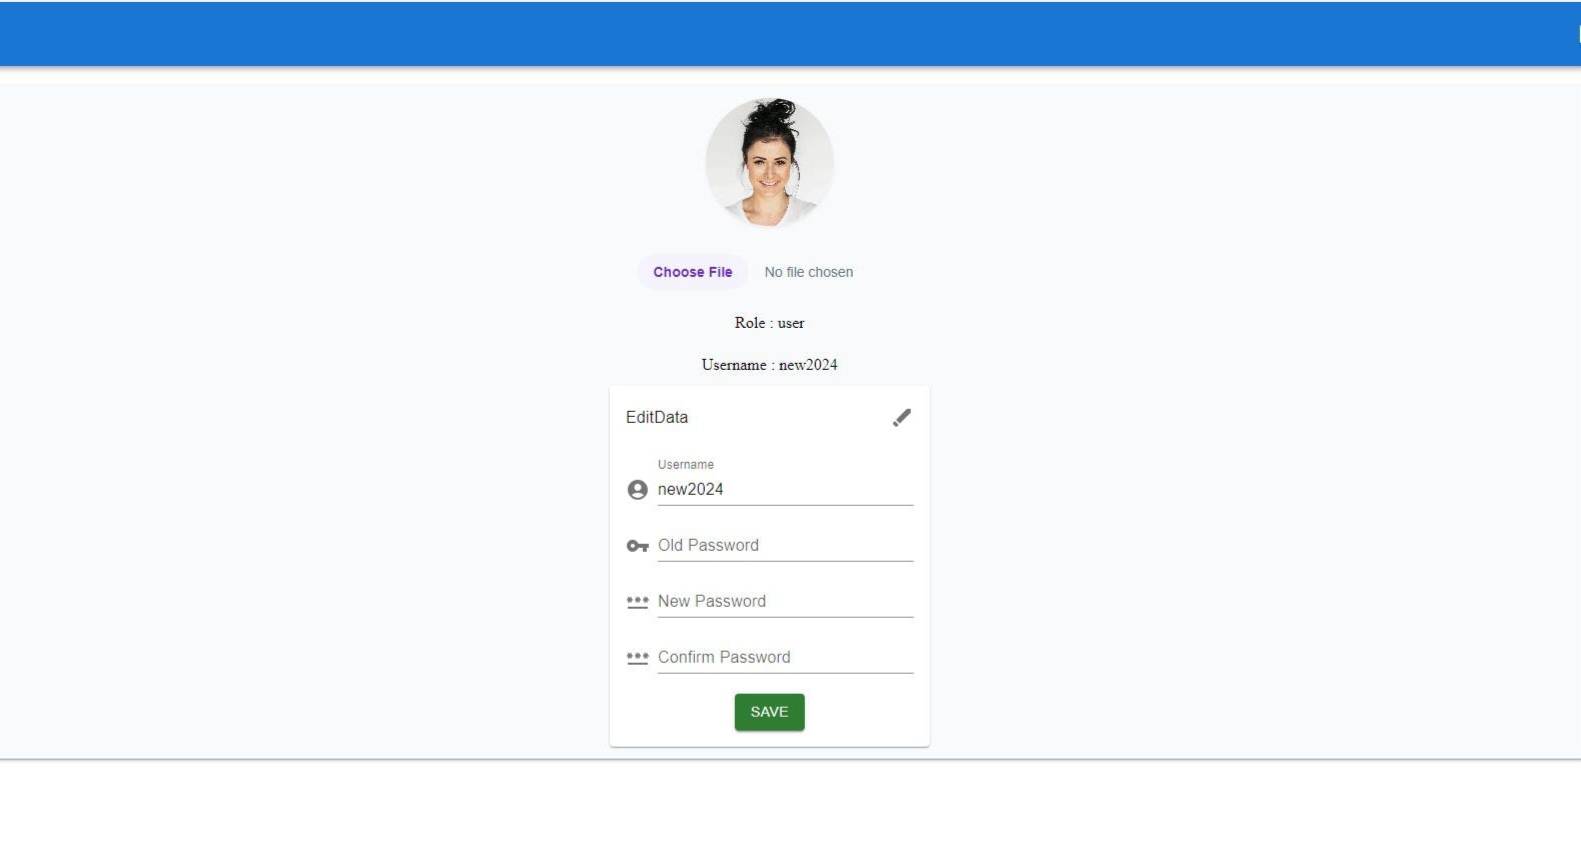 Choose File No file chosen
Role : user
Username : new2024
EditData
Username
new2024
Old Password
New Password
Confirm Password
SAVE